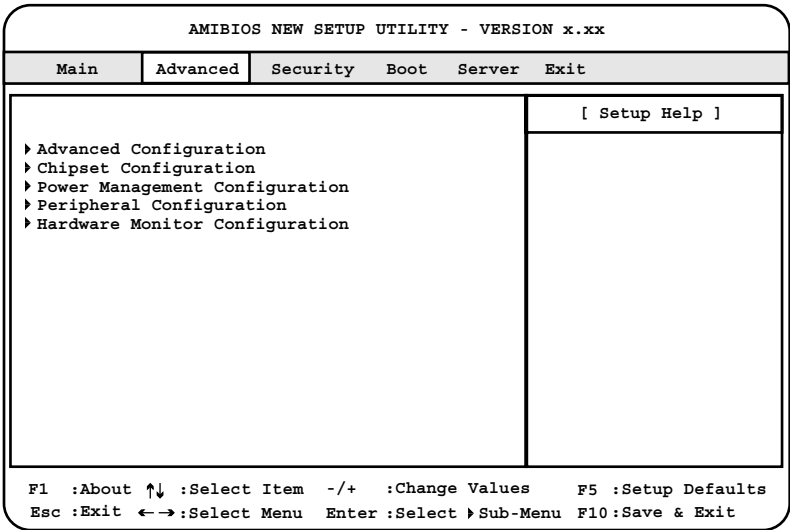 AMIBIOS NEW SETUP UTILITY - VERSION x.xx
Main Advanced Security Boot Server Exit
[ Setup Help ]
Advanced Configuration
Chipset Configuration
Power Management Configuration
Peripheral Configuration
Hardware Monitor Configuration
F1 :About ↑↓ :Select Item -/+ :Change Values F5 :Setup Defaults
Esc :Exit ←→ :Select Menu Enter :Select ▶ Sub-Menu F10 :Save & Exit